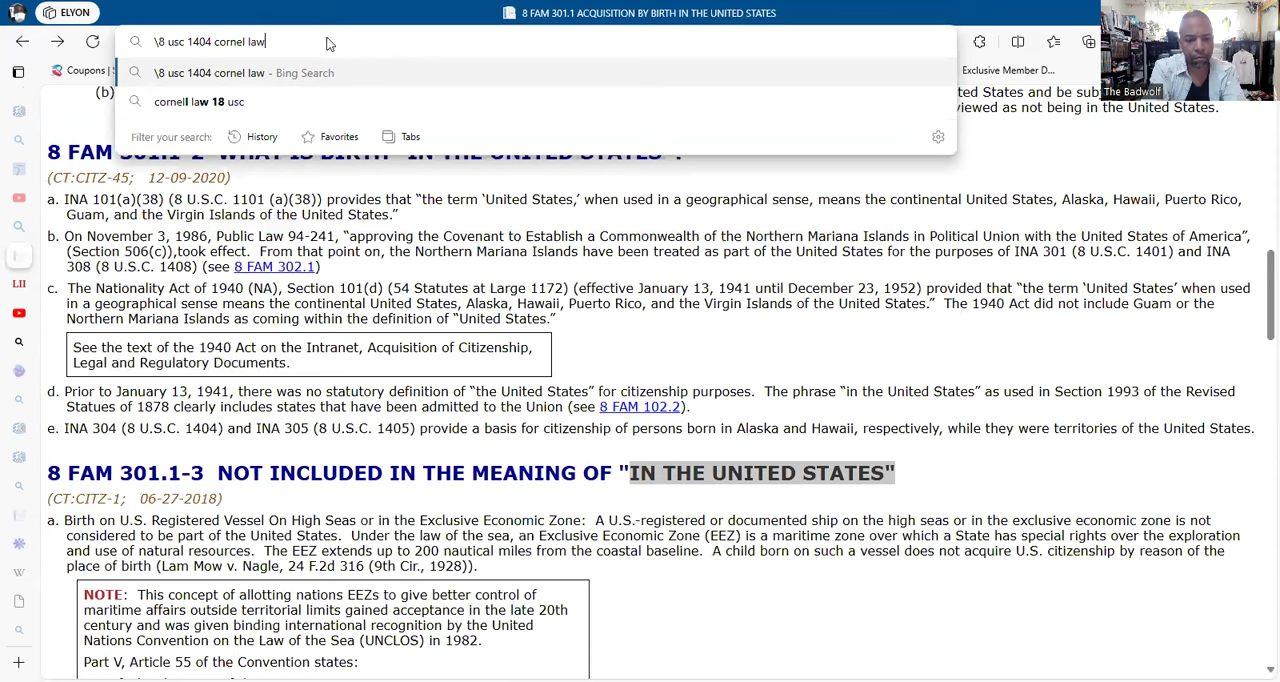 ELYON
8 FAM 301.1 ACQUISITION BY BIRTH IN THE UNITED STATES
\8 usc 1404 cornel law
\8 usc 1404 cornel law - Bing Search
cornell law 18 usc
Filter your search:
History
Favorites
Tabs
Coupons |
Exclusive Member D...
The Badwolf
(b)
ted States and be sub
viewed as not being in the United States.
8 FAM 301.1-2 WHAT IS BIRTH "IN THE UNITED STATES"?
(CT:CITZ-45; 12-09-2020)
a. INA 101(a)(38) (8 U.S.C. 1101 (a)(38)) provides that “the term ‘United States,’ when used in a geographical sense, means the continental United States, Alaska, Hawaii, Puerto Rico,
Guam, and the Virgin Islands of the United States.”
b. On November 3, 1986, Public Law 94-241, “approving the Covenant to Establish a Commonwealth of the Northern Mariana Islands in Political Union with the United States of America”,
(Section 506(c)),took effect. From that point on, the Northern Mariana Islands have been treated as part of the United States for the purposes of INA 301 (8 U.S.C. 1401) and INA
308 (8 U.S.C. 1408) (see 8 FAM 302.1)
c. The Nationality Act of 1940 (NA), Section 101(d) (54 Statutes at Large 1172) (effective January 13, 1941 until December 23, 1952) provided that “the term ‘United States’ when used
in a geographical sense means the continental United States, Alaska, Hawaii, Puerto Rico, and the Virgin Islands of the United States.” The 1940 Act did not include Guam or the
Northern Mariana Islands as coming within the definition of “United States.”
See the text of the 1940 Act on the Intranet, Acquisition of Citizenship,
Legal and Regulatory Documents.
d. Prior to January 13, 1941, there was no statutory definition of “the United States” for citizenship purposes. The phrase “in the United States” as used in Section 1993 of the Revised
Statues of 1878 clearly includes states that have been admitted to the Union (see 8 FAM 102.2).
e. INA 304 (8 U.S.C. 1404) and INA 305 (8 U.S.C. 1405) provide a basis for citizenship of persons born in Alaska and Hawaii, respectively, while they were territories of the United States.
8 FAM 301.1-3 NOT INCLUDED IN THE MEANING OF "IN THE UNITED STATES"
(CT:CITZ-1; 06-27-2018)
a. Birth on U.S. Registered Vessel On High Seas or in the Exclusive Economic Zone: A U.S.-registered or documented ship on the high seas or in the exclusive economic zone is not
considered to be part of the United States. Under the law of the sea, an Exclusive Economic Zone (EEZ) is a maritime zone over which a State has special rights over the exploration
and use of natural resources. The EEZ extends up to 200 nautical miles from the coastal baseline. A child born on such a vessel does not acquire U.S. citizenship by reason of the
place of birth (Lam Mow v. Nagle, 24 F.2d 316 (9th Cir., 1928)).
NOTE: This concept of allotting nations EEZs to give better control of
maritime affairs outside territorial limits gained acceptance in the late 20th
century and was given binding international recognition by the United
Nations Convention on the Law of the Sea (UNCLOS) in 1982.
Part V, Article 55 of the Convention states:
LII
W